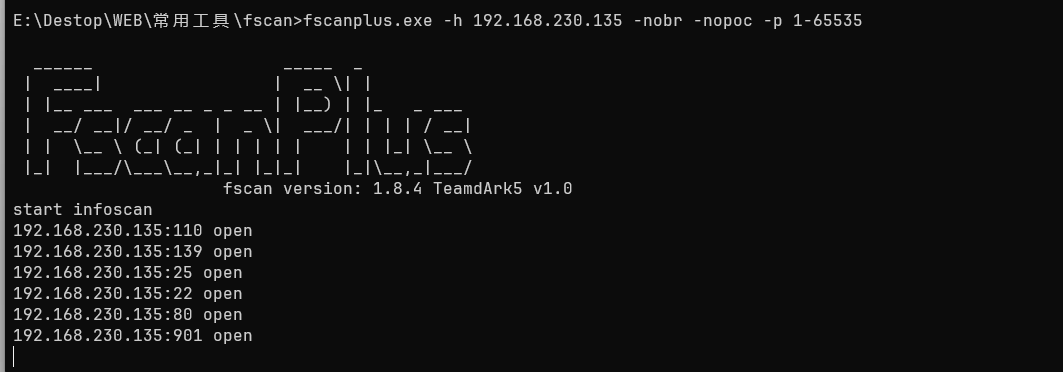 E:\Destop\WEB\常用工具\fscan>fscanplus.exe -h 192.168.230.135 -nobr -nopoc -p 1-65535
FscanPlus
fscan version: 1.8.4 TeamdArk5 v1.0
start infoscan
192.168.230.135:110 open
192.168.230.135:139 open
192.168.230.135:25 open
192.168.230.135:22 open
192.168.230.135:80 open
192.168.230.135:901 open